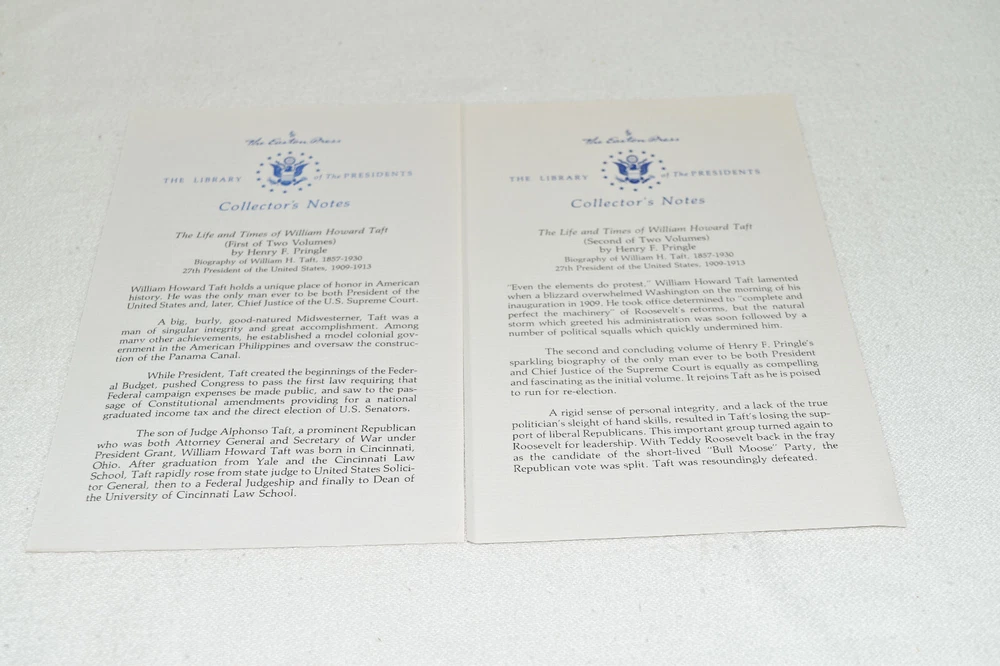 The Easton Press
THE LIBRARY of The PRESIDENTS
Collector's Notes
The Life and Times of William Howard Taft
(First of Two Volumes)
by Henry F. Pringle
Biography of William H. Taft, 1857-1930
27th President of the United States, 1909-1913
William Howard Taft holds a unique place of honor in American
history. He was the only man ever to be both President of the
United States and, later, Chief Justice of the U.S. Supreme Court.
A big, burly, good-natured Midwesterner, Taft was a
man of singular integrity and great accomplishment. Among
many other achievements, he established a model colonial gov-
ernment in the American Philippines and oversaw the construc-
tion of the Panama Canal.
While President, Taft created the beginnings of the Feder-
al Budget, pushed Congress to pass the first law requiring that
Federal campaign expenses be made public, and saw to the pas-
sage of Constitutional amendments providing for a national
graduated income tax and the direct election of U.S. Senators.
The son of Judge Alphonso Taft, a prominent Republican
who was both Attorney General and Secretary of War under
President Grant, William Howard Taft was born in Cincinnati,
Ohio. After graduation from Yale and the Cincinnati Law
School, Taft rapidly rose from state judge to United States Solici-
tor General, then to a Federal Judgeship and finally to Dean of
the University of Cincinnati Law School.
The Easton Press
THE LIBRARY of The PRESIDENTS
Collector's Notes
The Life and Times of William Howard Taft
(Second of Two Volumes)
by Henry F. Pringle
Biography of William H. Taft, 1857-1930
27th President of the United States, 1909-1913
"Even the elements do protest," William Howard Taft lamented
when a blizzard overwhelmed Washington on the morning of his
inauguration in 1909. He took office determined to "complete and
perfect the machinery" of Roosevelt's reforms, but the natural
storm which greeted his administration was soon followed by a
number of political squalls which quickly undermined him.
The second and concluding volume of Henry F. Pringle's
sparkling biography of the only man ever to be both President
and Chief Justice of the Supreme Court is equally as compelling
and fascinating as the initial volume. It rejoins Taft as he is poised
to run for re-election.
A rigid sense of personal integrity, and a lack of the true
politician's sleight of hand skills, resulted in Taft's losing the sup-
port of liberal Republicans. This important group turned again to
Roosevelt for leadership. With Teddy Roosevelt back in the fray
as the candidate of the short-lived "Bull Moose" Party, the
Republican vote was split. Taft was resoundingly defeated.